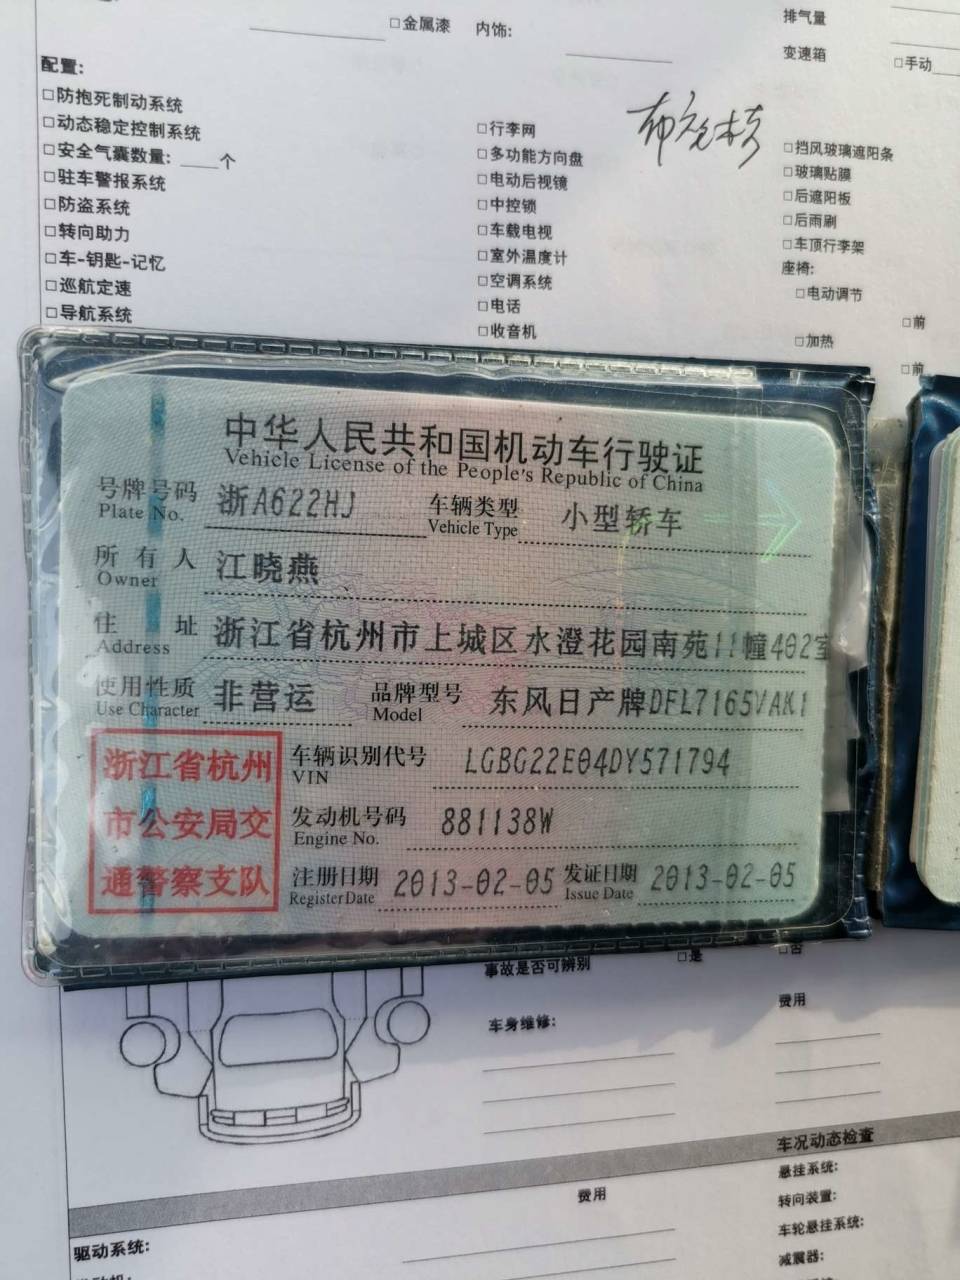 排气量
□金属漆 内饰:
变速箱 □手动
配置:
□防抱死制动系统
□动态稳定控制系统
□行李网
□安全气囊数量: ____个
□多功能方向盘
□挡风玻璃遮阳条
□驻车警报系统
□电动后视镜
□玻璃贴膜
□防盗系统
□中控锁
□后遮阳板
□转向助力
□车载电视
□后雨刷
□车-钥匙-记忆
□室外温度计
□车顶行李架
□巡航定速
□空调系统
座椅:
□导航系统
□电话
□电动调节
□收音机
□前
□加热
□前
中华人民共和国机动车行驶证
Vehicle License of the People's Republic of China
号牌号码 浙A622HJ 车辆类型 小型轿车
Plate No. Vehicle Type
所有人 江晓燕
Owner
住址 浙江省杭州市上城区水澄花园南苑11幢402室
Address
使用性质 非营运 品牌型号 东风日产牌DFL7165VAK1
Use Character Model
浙江省杭州
市公安局交
通警察支队
车辆识别代号 LGBG22E04DY571794
VIN
发动机号码 881138W
Engine No.
注册日期 2013-02-05 发证日期 2013-02-05
Register Date Issue Date
事故是否可辨别 □是 □否
费用
车身维修:
车况动态检查
悬挂系统:
费用
转向装置:
车轮悬挂系统:
驱动系统:
减震器: